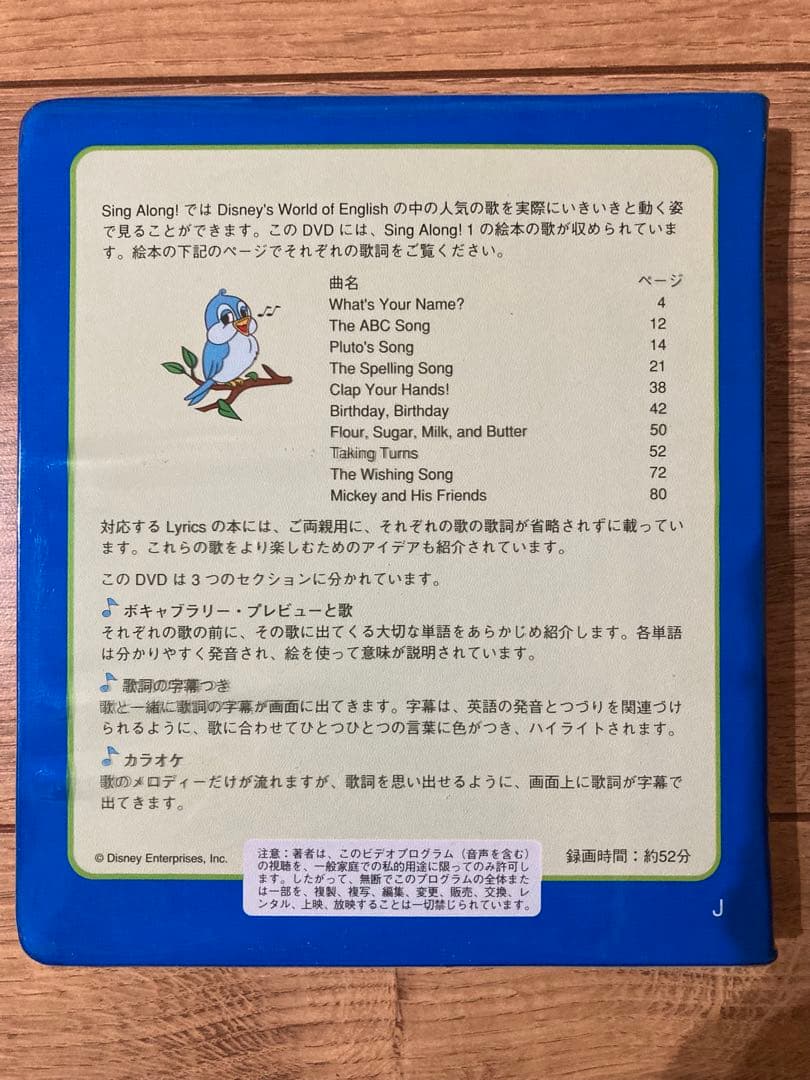 Sing Along! では Disney's World of English の中の人気の歌を実際にいきいきと動く姿
で見ることができます。この DVD には、Sing Along! 1 の絵本の歌が収められていま
す。絵本の下記のページでそれぞれの歌詞をご覧ください。
曲名 ページ
What's Your Name? 4
The ABC Song 12
Pluto's Song 14
The Spelling Song 21
Clap Your Hands! 38
Birthday, Birthday 42
Flour, Sugar, Milk, and Butter 50
Taking Turns 52
The Wishing Song 72
Mickey and His Friends 80
対応する Lyrics の本には、ご両親用に、それぞれの歌の歌詞が省略されずに載ってい
ます。これらの歌をより楽しむためのアイデアも紹介されています。
この DVD は 3 つのセクションに分かれています。
ボキャブラリー・プレビューと歌
それぞれの歌の前に、その歌に出てくる大切な単語をあらかじめ紹介します。各単語
は分かりやすく発音され、絵を使って意味が説明されています。
歌詞の字幕つき
歌と一緒に歌詞の字幕が画面に出てきます。字幕は、英語の発音とつづりを関連づけ
られるように、歌に合わせてひとつひとつの言葉に色がつき、ハイライトされます。
カラオケ
歌のメロディーだけが流れますが、歌詞を思い出せるように、画面上に歌詞が字幕で
出てきます。
© Disney Enterprises, Inc.
注意：著者は、このビデオプログラム（音声を含む）
の視聴を、一般家庭での私的用途に限ってのみ許可し
ます。したがって、無断でこのプログラムの全体また
は一部を、複製、複写、編集、変更、販売、交換、レ
ンタル、上映、放映することは一切禁じられています。
録画時間：約52分
J